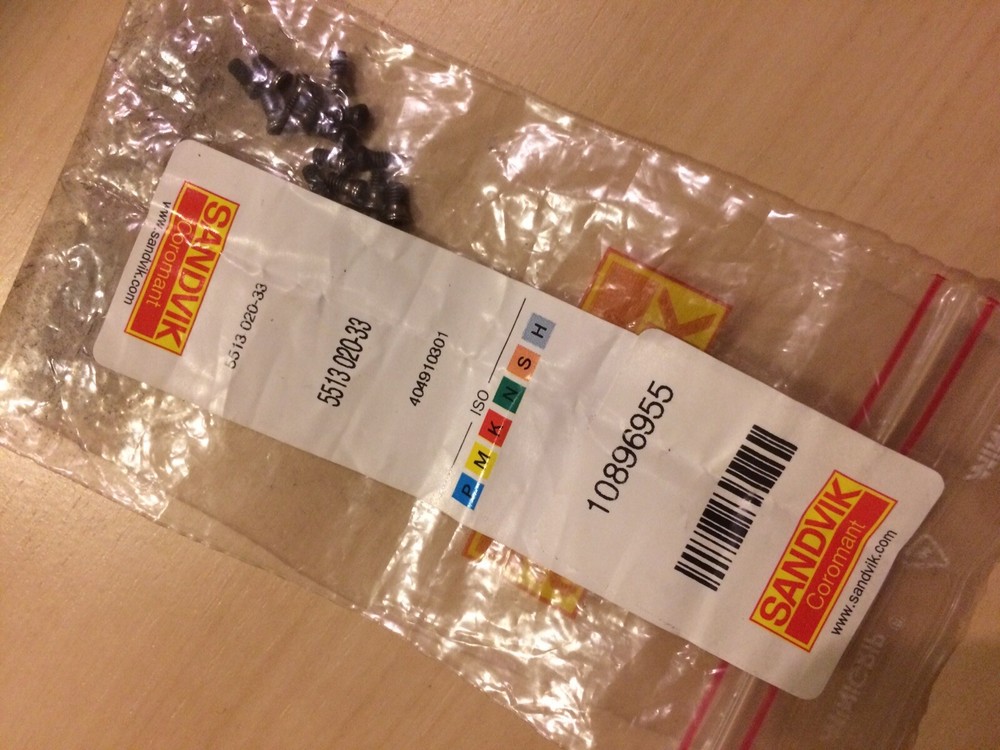 SANDVIK
Coromant
www.sandvik.com
5513 020-33
5513 020-33
404910301
ISO
P M K N S H
10896955
SANDVIK
Coromant
www.sandvik.com
K